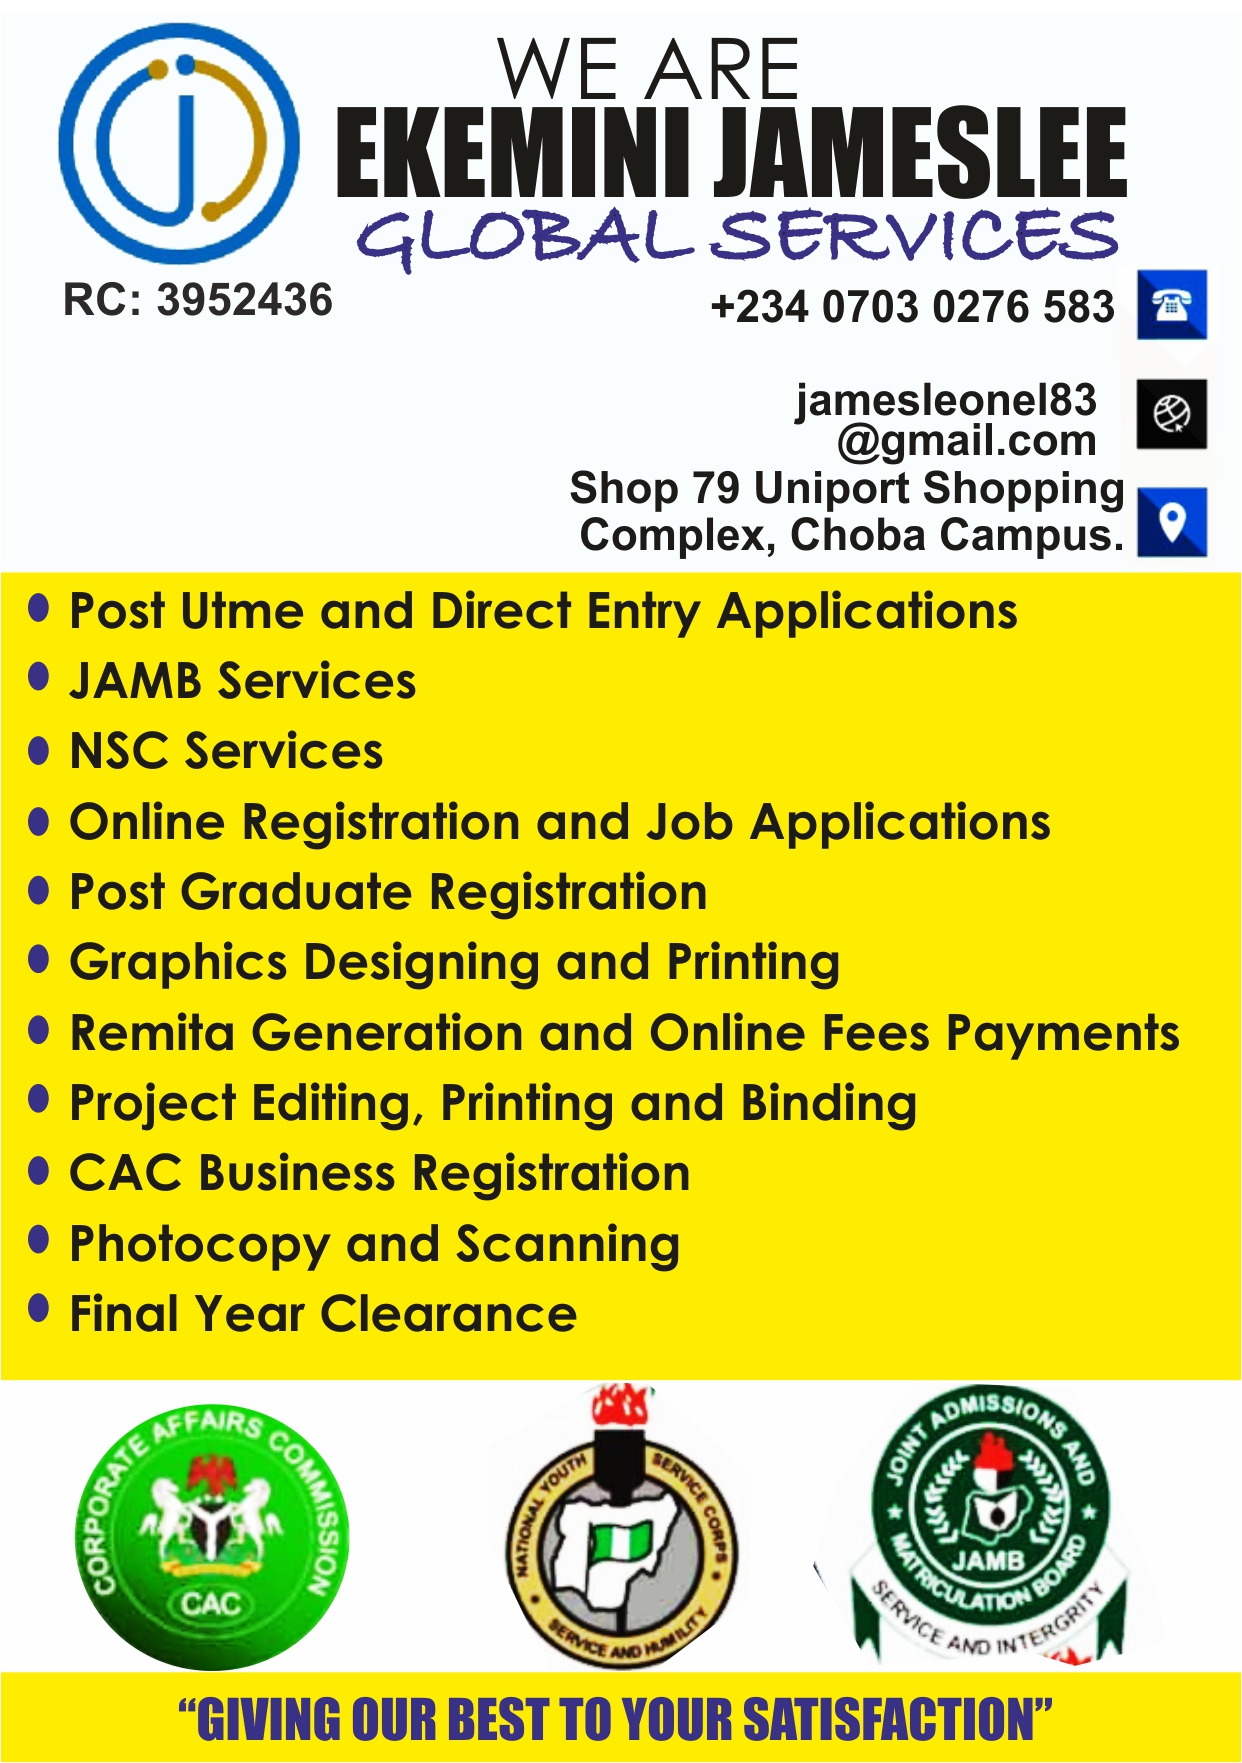 WE ARE
EKEMINI JAMESLEE
GLOBAL SERVICES
RC: 3952436
+234 0703 0276 583
jamesleonel83
@gmail.com
Shop 79 Uniport Shopping
Complex, Choba Campus.
Post Utme and Direct Entry Applications
JAMB Services
NSC Services
Online Registration and Job Applications
Post Graduate Registration
Graphics Designing and Printing
Remita Generation and Online Fees Payments
Project Editing, Printing and Binding
CAC Business Registration
Photocopy and Scanning
Final Year Clearance
CORPORATE AFFAIRS COMMISSION
CAC
NATIONAL YOUTH SERVICE CORPS
SERVICE AND HUMILITY
JOINT ADMISSIONS AND
MATRICULATION BOARD
JAMB
SERVICE AND INTERGRITY
“GIVING OUR BEST TO YOUR SATISFACTION”